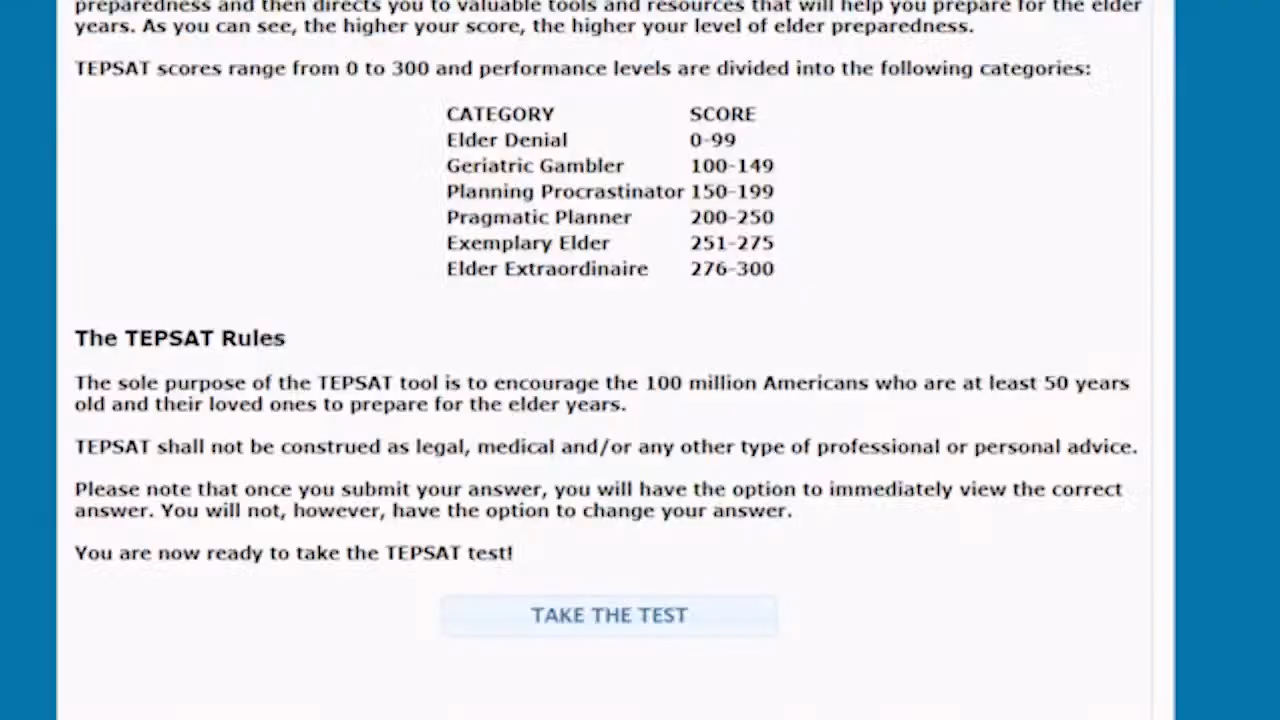 preparedness and then directs you to valuable tools and resources that will help you prepare for the elder
years. As you can see, the higher your score, the higher your level of elder preparedness.
TEPSAT scores range from 0 to 300 and performance levels are divided into the following categories:
CATEGORY SCORE
Elder Denial 0-99
Geriatric Gambler 100-149
Planning Procrastinator 150-199
Pragmatic Planner 200-250
Exemplary Elder 251-275
Elder Extraordinaire 276-300
The TEPSAT Rules
The sole purpose of the TEPSAT tool is to encourage the 100 million Americans who are at least 50 years
old and their loved ones to prepare for the elder years.
TEPSAT shall not be construed as legal, medical and/or any other type of professional or personal advice.
Please note that once you submit your answer, you will have the option to immediately view the correct
answer. You will not, however, have the option to change your answer.
You are now ready to take the TEPSAT test!
TAKE THE TEST